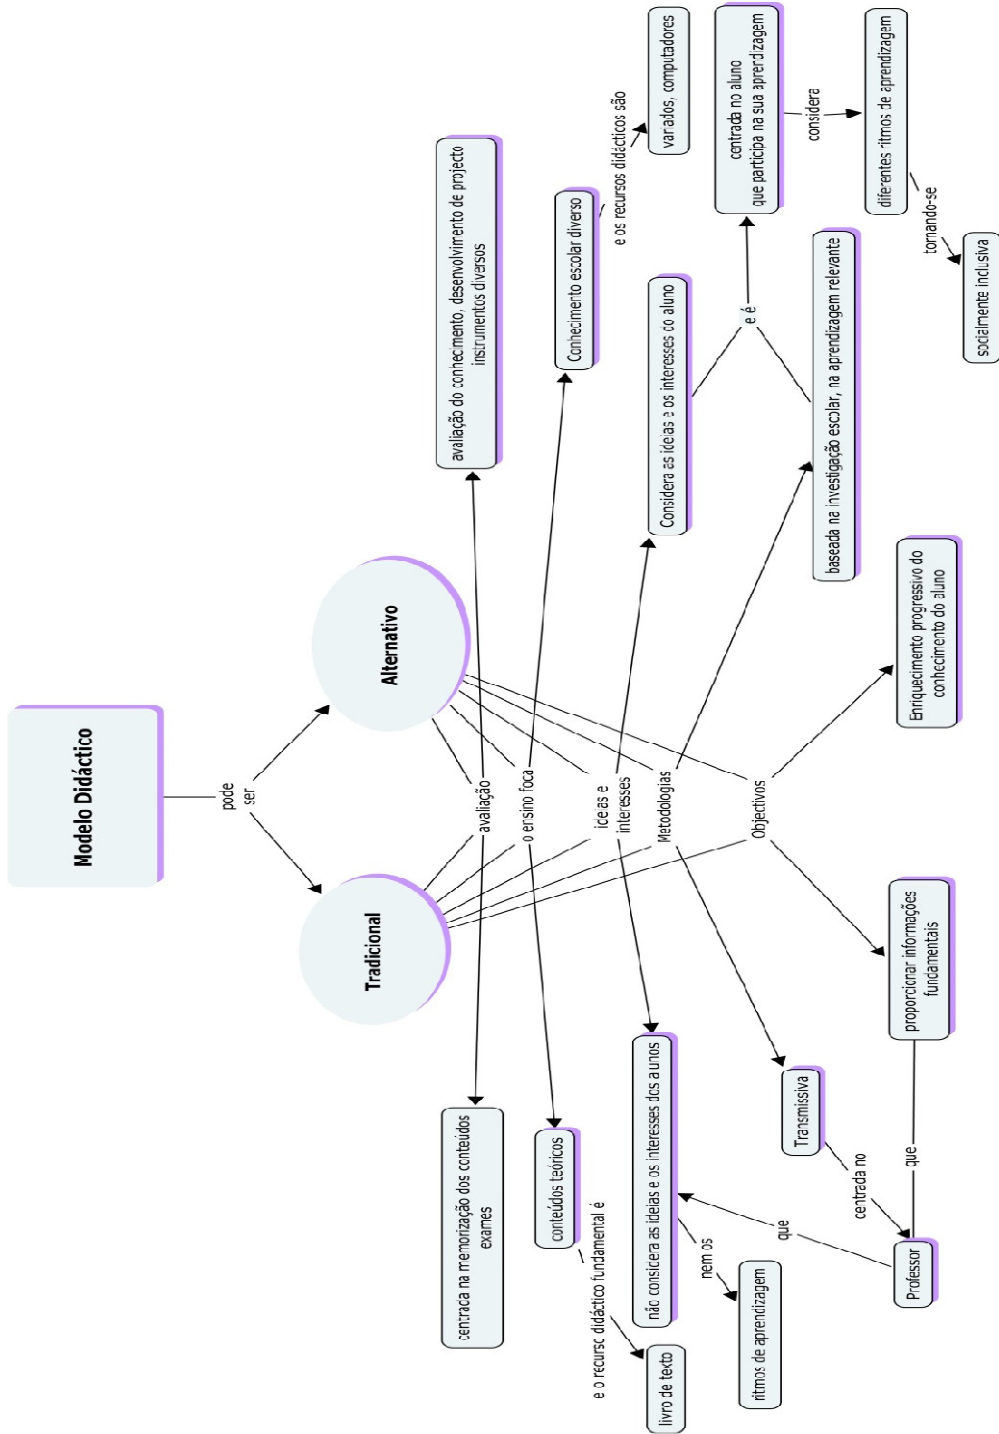 Modelo Didáctico
pode
ser
Tradicional
Alternativo
avaliação
centrada na memorização dos conteúdos
exames
avaliação do conhecimento, desenvolvimento de projecto
instrumentos diversos
o ensino foca
conteúdos teóricos
Conhecimento escolar diverso
e o recurso didáctico fundamental é
livro de texto
e os recursos didácticos são
variados, computadores
ideias e
interesses
não considera as ideias e os interesses dos alunos
Considera as ideias e os interesses do aluno
nem os
ritmos de aprendizagem
que
e é
centrada no aluno
que participa na sua aprendizagem
Metodologias
Transmissiva
baseada na investigação escolar, na aprendizagem relevante
considera
diferentes ritmos de aprendizagem
centrada no
Objectivos
proporcionar informações
fundamentais
Enriquecimento progressivo do
conhecimento do aluno
que
Professor
tornando-se
socialmente inclusiva